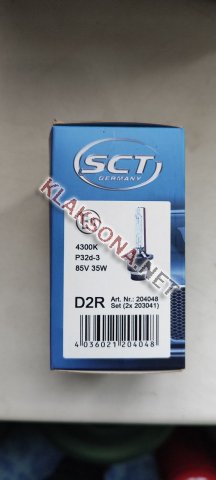 SCT
GERMANY
KLAKSONA.NET
4300K
P32d-3
85V 35W
D2R
Art. Nr.: 204048
Set (2x 203041)
4 036021 204048